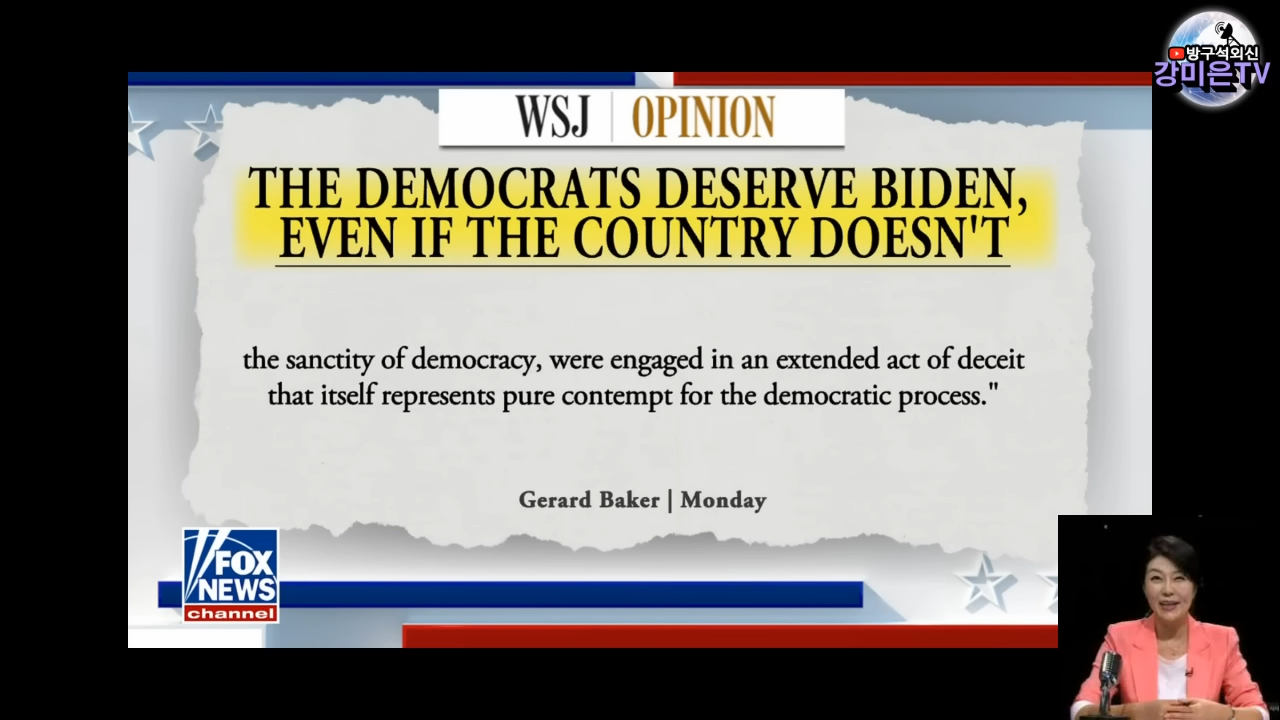 방구석외신
강미은TV
WSJ | OPINION
THE DEMOCRATS DESERVE BIDEN,
EVEN IF THE COUNTRY DOESN'T
the sanctity of democracy, were engaged in an extended act of deceit
that itself represents pure contempt for the democratic process."
Gerard Baker | Monday
FOX
NEWS
channel